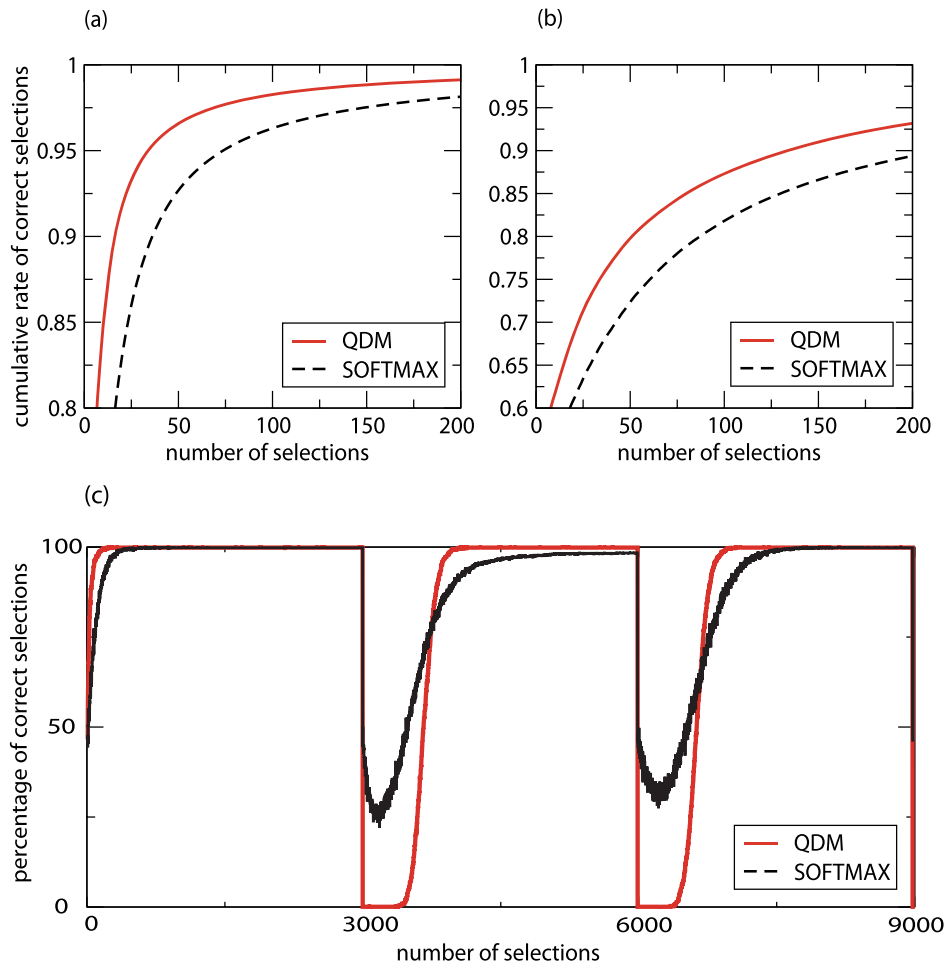 (a)
(b)
cumulative rate of correct selections
1
0.95
0.9
0.85
0.8
0
50
100
150
200
number of selections
QDM
SOFTMAX
1
0.95
0.9
0.85
0.8
0.75
0.7
0.65
0.6
0
50
100
150
200
number of selections
QDM
SOFTMAX
(c)
percentage of correct selections
100
50
0
0
3000
6000
9000
number of selections
QDM
SOFTMAX